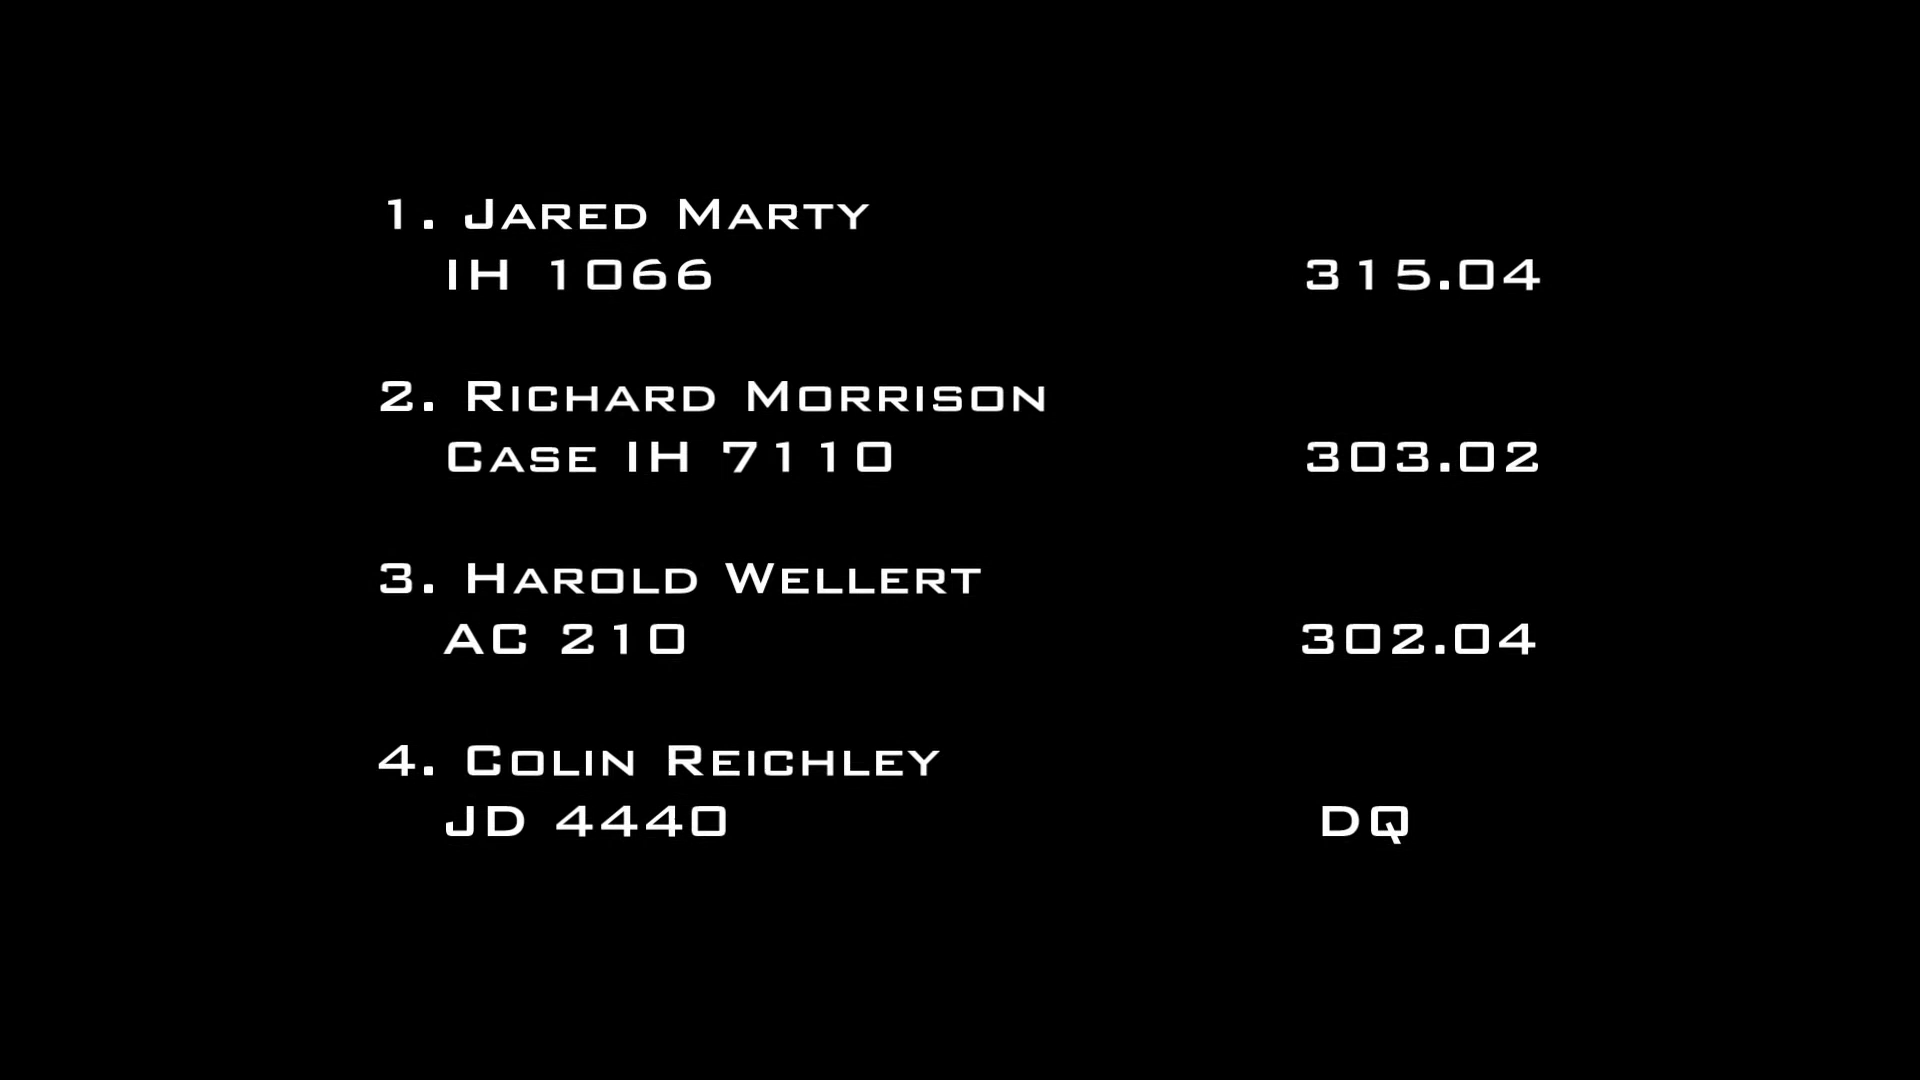 1. Jared Marty
IH 1066 315.04
2. Richard Morrison
Case IH 7110 303.02
3. Harold Wellert
AC 210 302.04
4. Colin Reichley
JD 4440 DQ